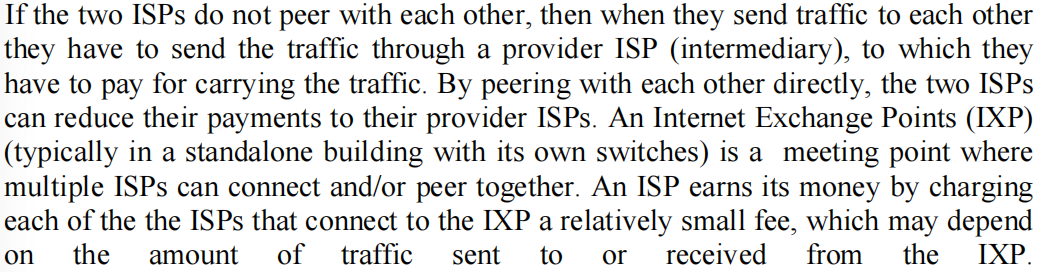 If the two ISPs do not peer with each other, then when they send traffic to each other
they have to send the traffic through a provider ISP (intermediary), to which they
have to pay for carrying the traffic. By peering with each other directly, the two ISPs
can reduce their payments to their provider ISPs. An Internet Exchange Points (IXP)
(typically in a standalone building with its own switches) is a meeting point where
multiple ISPs can connect and/or peer together. An ISP earns its money by charging
each of the the ISPs that connect to the IXP a relatively small fee, which may depend
on the amount of traffic sent to or received from the IXP.